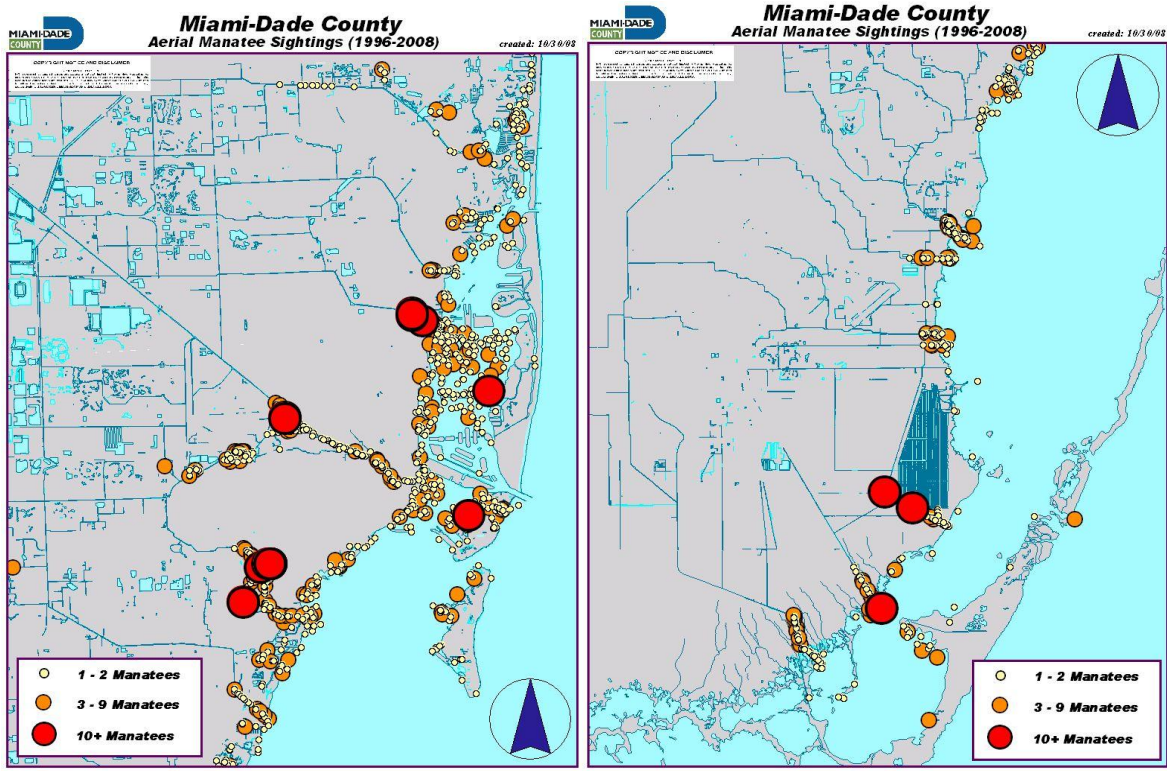 MIAMI-DADE
COUNTY
Miami-Dade County
Aerial Manatee Sightings (1996-2008)
created: 10/30/08
COPYRIGHT NOTICE AND DISCLAIMER
1 - 2 Manatees
3 - 9 Manatees
10+ Manatees
MIAMI-DADE
COUNTY
Miami-Dade County
Aerial Manatee Sightings (1996-2008)
created: 10/30/08
COPYRIGHT NOTICE AND DISCLAIMER
1 - 2 Manatees
3 - 9 Manatees
10+ Manatees